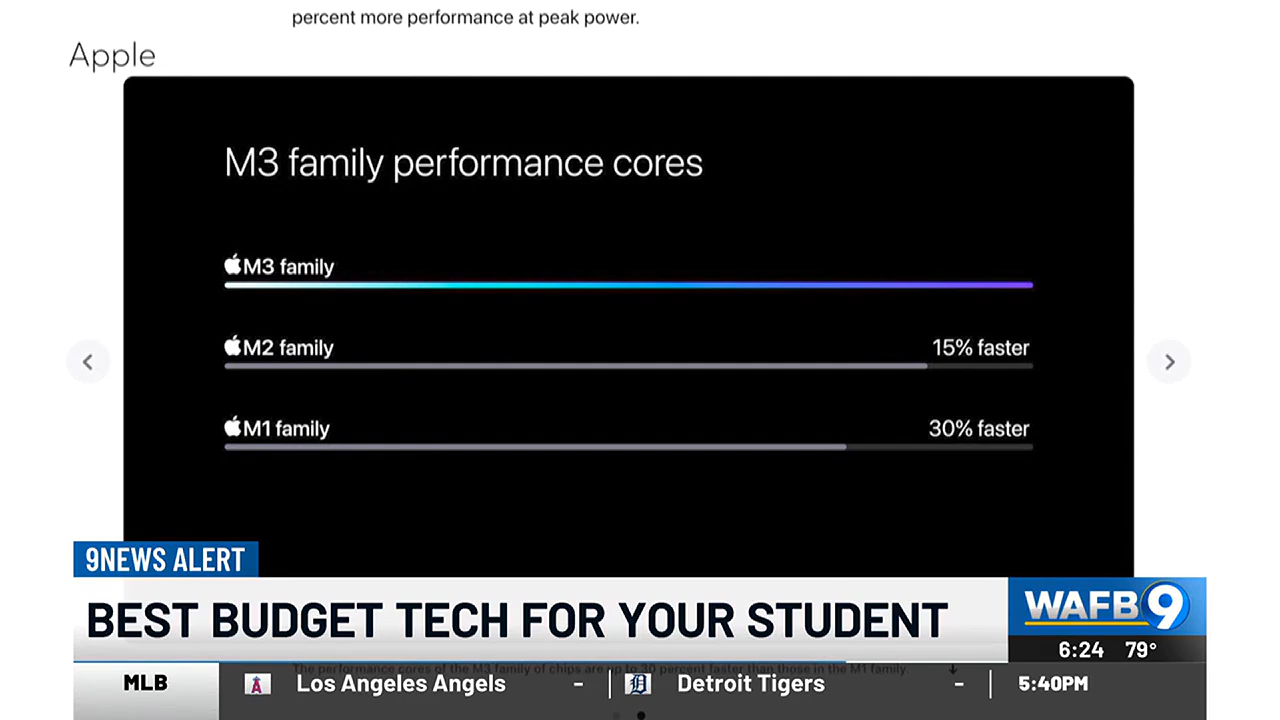 percent more performance at peak power.
Apple
M3 family performance cores
M3 family
M2 family
15% faster
M1 family
30% faster
9NEWS ALERT
BEST BUDGET TECH FOR YOUR STUDENT
WAFB 9
6:24 79°
The performance cores of the M3 family of chips are up to 30 percent faster than those in the M1 family.
MLB
A
Los Angeles Angels -
D
Detroit Tigers -
5:40PM